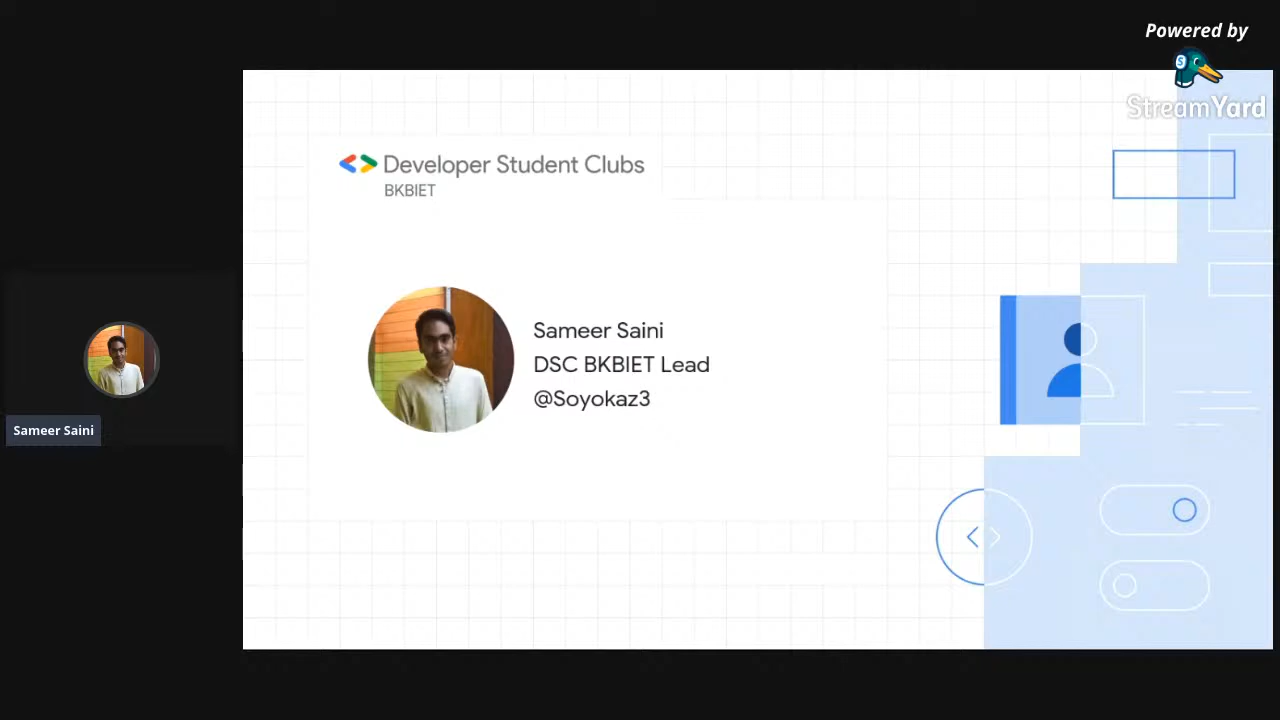 Powered by
StreamYard
Developer Student Clubs
BKBIET
Sameer Saini
DSC BKBIET Lead
@Soyokaz3
Sameer Saini